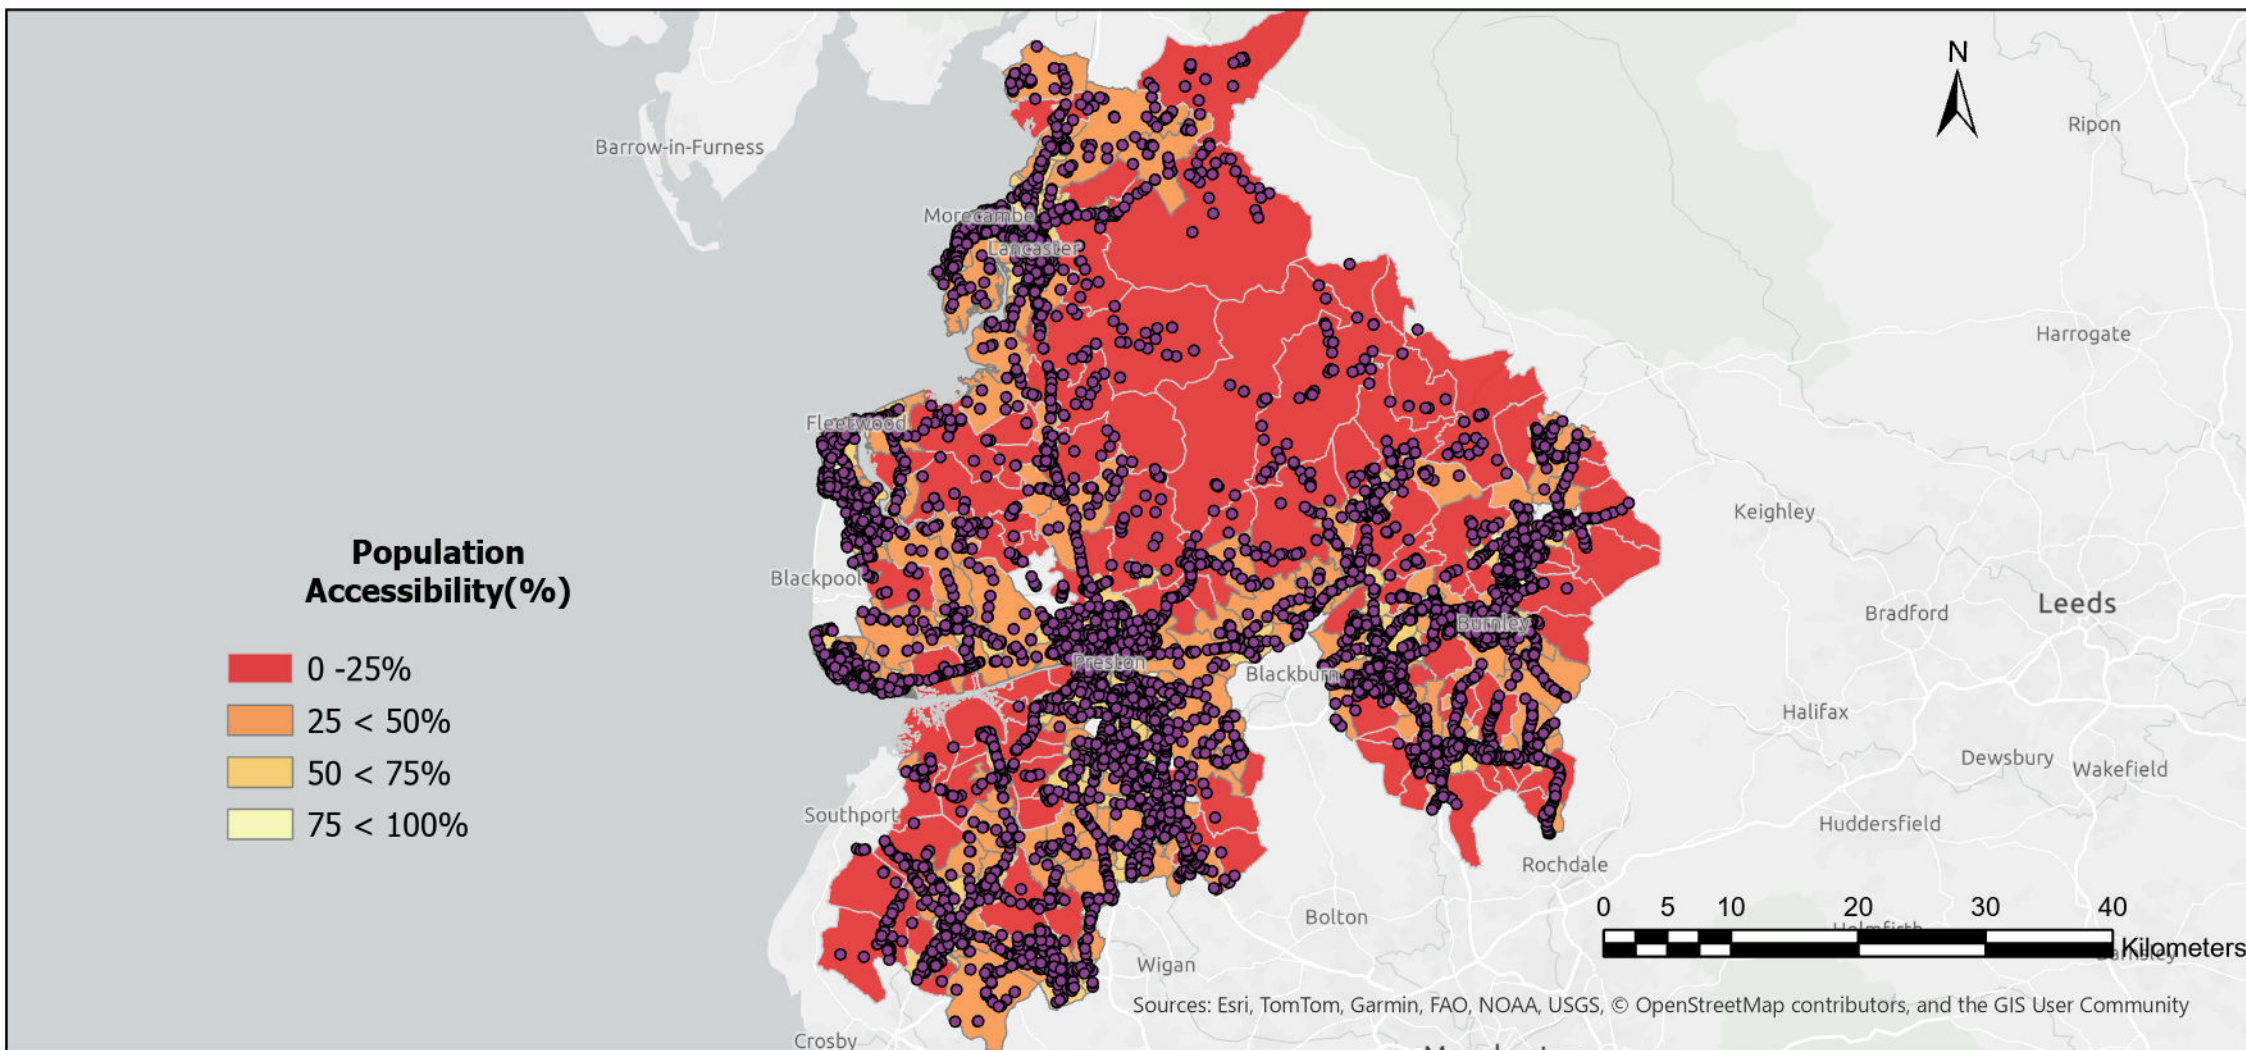 N
Ripon
Barrow-in-Furness
Morecambe
Lancaster
Harrogate
Fleetwood
Keighley
Population
Accessibility(%)
Blackpool
Leeds
Bradford
Burnley
Preston
0 -25%
Blackburn
25 < 50%
Halifax
50 < 75%
Dewsbury
Wakefield
75 < 100%
Southport
Huddersfield
Rochdale
0 5 10 20 30 40
Bolton
Holmfirth
Kilometers
Barnsley
Wigan
Sources: Esri, TomTom, Garmin, FAO, NOAA, USGS, © OpenStreetMap contributors, and the GIS User Community
Crosby